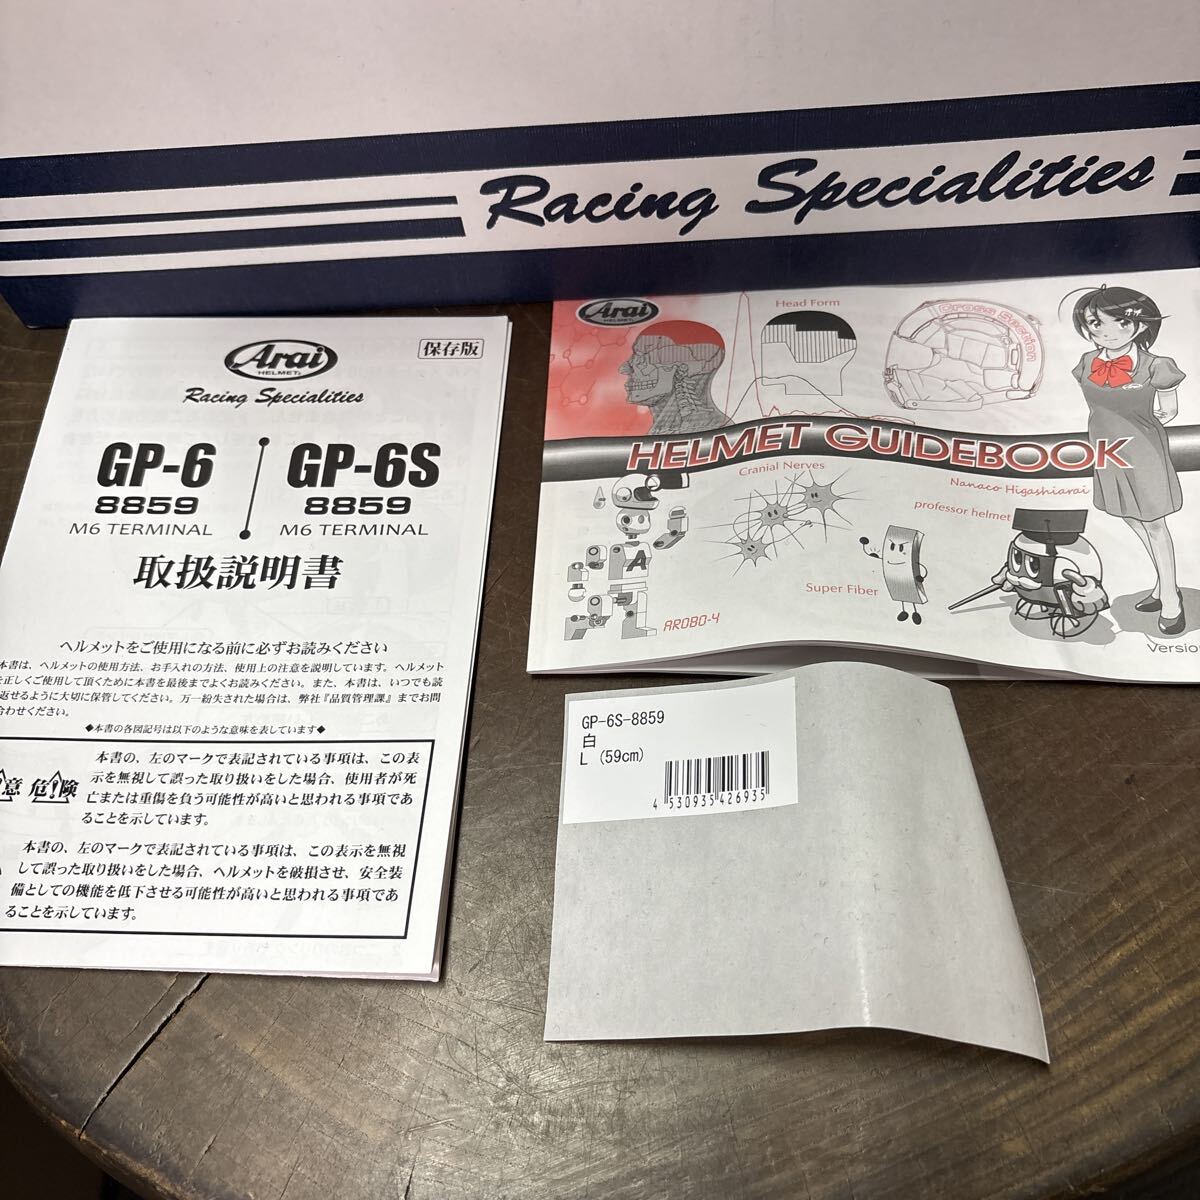 Racing Specialities
Arai
HELMET
保存版
Racing Specialities
GP-6
8859
M6 TERMINAL
GP-6S
8859
M6 TERMINAL
取扱説明書
ヘルメットをご使用になる前に必ずお読みください
本書は、ヘルメットの使用方法、お手入れの方法、使用上の注意を説明しています。ヘルメット
を正しくご使用して頂くために本書を最後までよくお読みください。また、本書は、いつでも読
返せるように大切に保管してください。万一紛失された場合は、弊社『品質管理課』までお問
合わせください。
◆本書の各図記号は以下のような意味を表しています◆
意 危険
本書の、左のマークで表記されている事項は、この表
示を無視して誤った取り扱いをした場合、使用者が死
亡または重傷を負う可能性が高いと思われる事項であ
ることを示しています。
本書の、左のマークで表記されている事項は、この表示を無視
して誤った取り扱いをした場合、ヘルメットを破損させ、安全装
備としての機能を低下させる可能性が高いと思われる事項であ
ることを示しています。
Arai
HELMET
Head Form
Cross Section
HELMET GUIDEBOOK
Cranial Nerves
Nanaco Higashiarai
professor helmet
Super Fiber
A
AROBO-4
Version
GP-6S-8859
白
L (59cm)
4 530935 426935